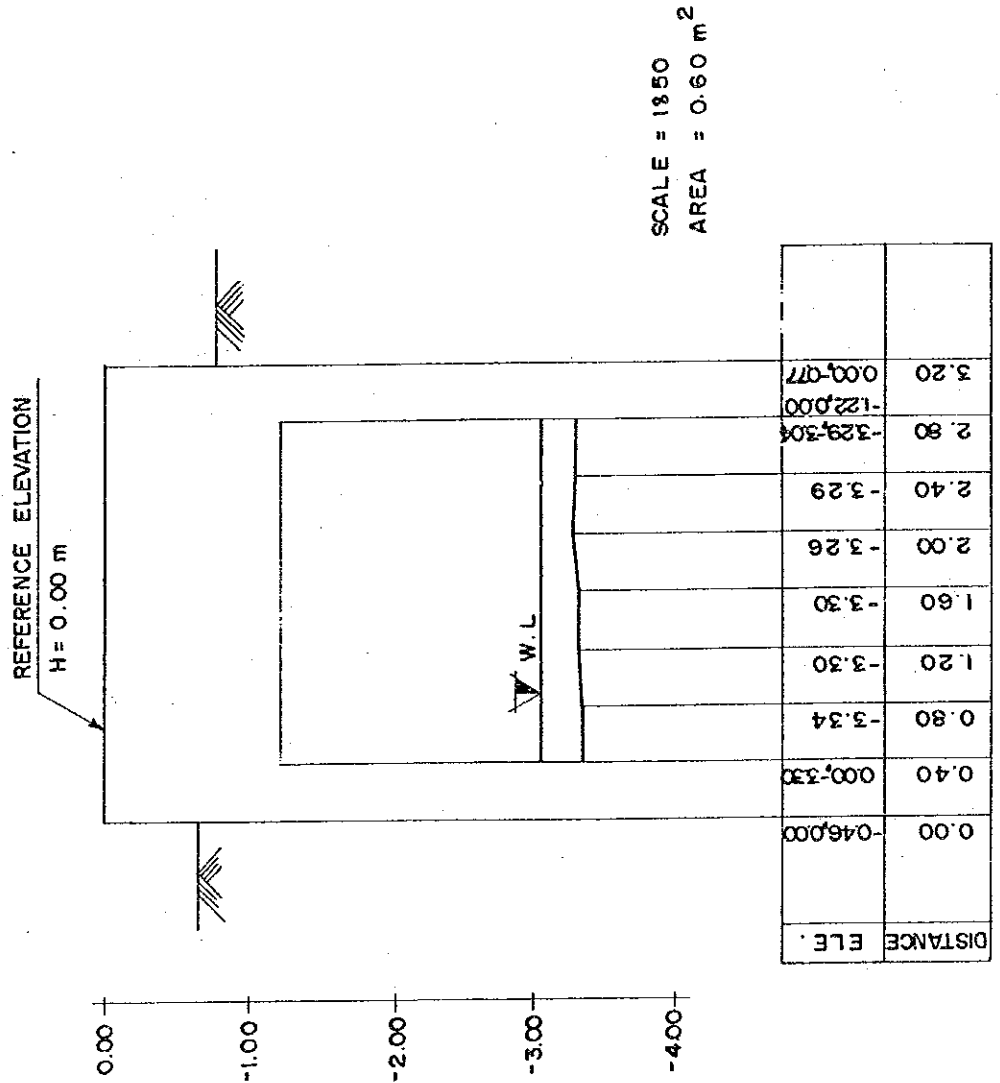 REFERENCE ELEVATION
H = 0.00 m
0.00
-1.00
-2.00
-3.00
-4.00
W.L
SCALE = 1:50
AREA = 0.60 m²
DISTANCE ELE.
0.00 -0.46,0.00
0.40 0.00,-3.30
0.80 -3.34
1.20 -3.30
1.60 -3.30
2.00 -3.26
2.40 -3.29
2.80 -3.29,-3.04
-1.22,0.00
3.20 0.00,-0.77